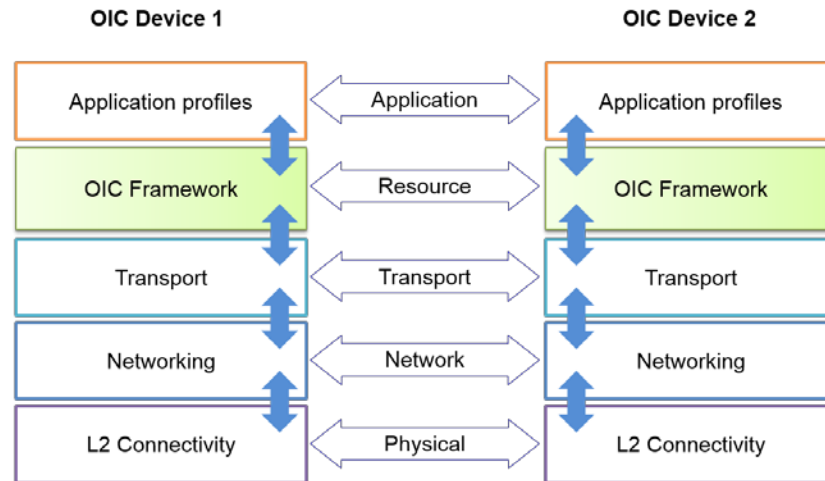 OIC Device 1
OIC Device 2
Application profiles
Application
Application profiles
OIC Framework
Resource
OIC Framework
Transport
Transport
Transport
Networking
Network
Networking
L2 Connectivity
Physical
L2 Connectivity